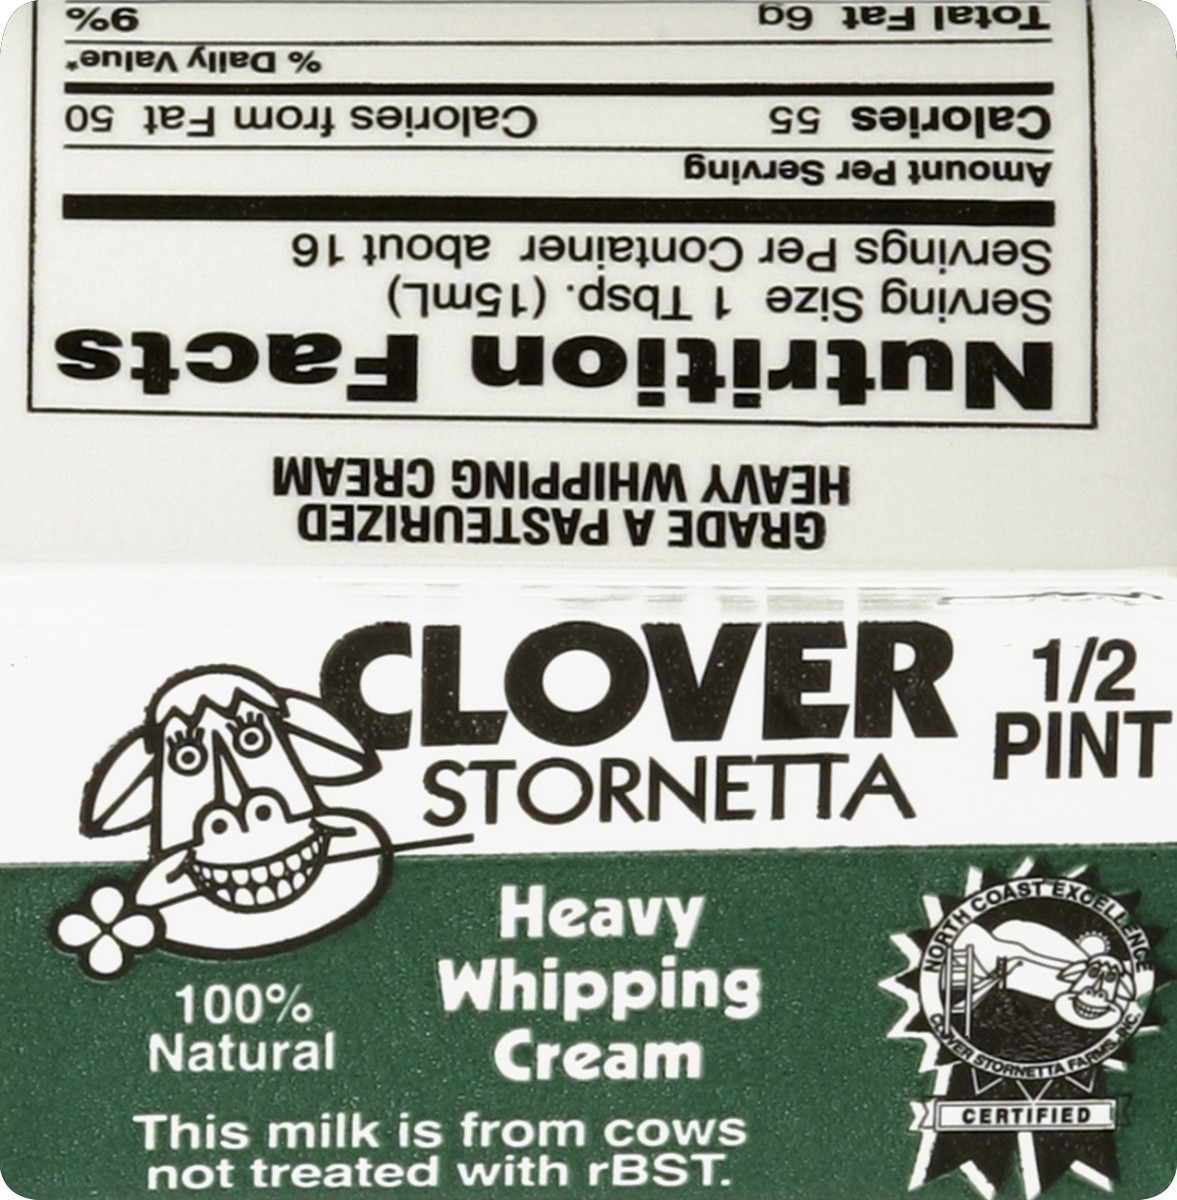 CLOVER
STORNETTA
1/2
PINT
Heavy
Whipping
Cream
100%
Natural
This milk is from cows
not treated with rBST.
NORTH COAST EXCELLENCE
CLOVER STORNETTA FARMS, INC.
CERTIFIED
GRADE A PASTEURIZED
HEAVY WHIPPING CREAM
Nutrition Facts
Serving Size 1 Tbsp. (15mL)
Servings Per Container about 16
Amount Per Serving
Calories 55 Calories from Fat 50
% Daily Value*
Total Fat 6g 9%